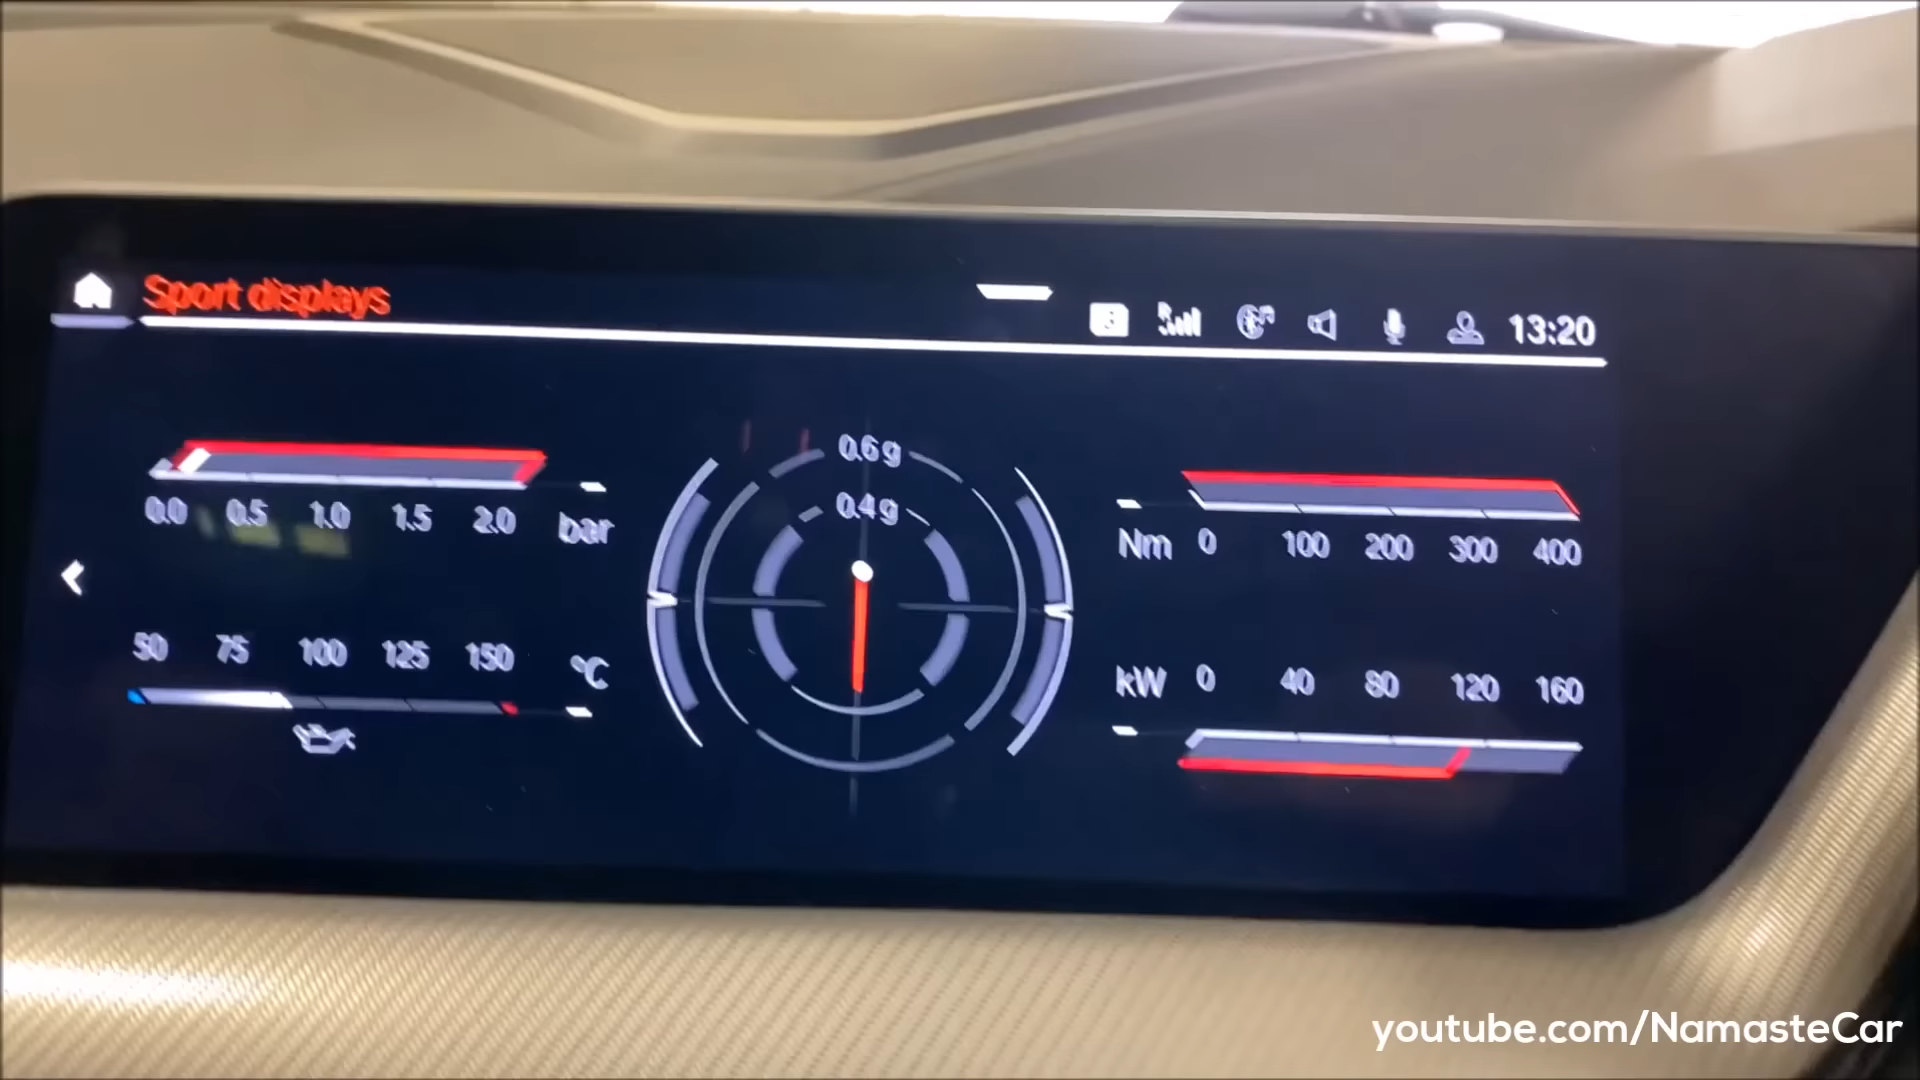 Sport displays
13:20
0.0 0.5 1.0 1.5 2.0 bar
0.6g
0.4g
Nm 0 100 200 300 400
50 75 100 125 150 °C
kW 0 40 80 120 160
youtube.com/NamasteCar